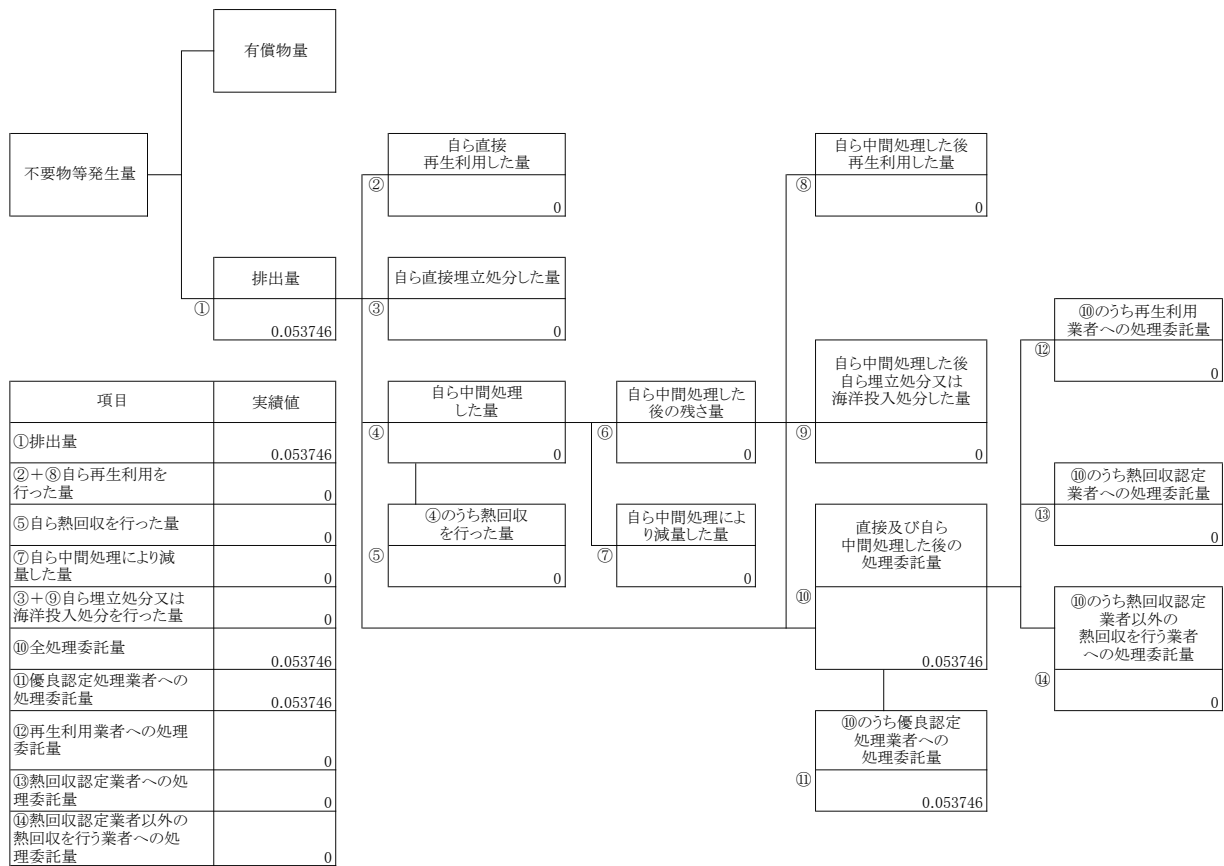 有償物量
不要物等発生量
自ら直接
再生利用した量
②
0
自ら中間処理した後
再生利用した量
⑧
0
排出量
①
0.053746
自ら直接埋立処分した量
③
0
⑩のうち再生利用
業者への処理委託量
⑫
0
自ら中間処理
した量
④
0
自ら中間処理した
後の残さ量
⑥
0
自ら中間処理した後
自ら埋立処分又は
海洋投入処分した量
⑨
0
⑩のうち熱回収認定
業者への処理委託量
⑬
0
④のうち熱回収
を行った量
⑤
0
自ら中間処理によ
り減量した量
⑦
0
直接及び自ら
中間処理した後の
処理委託量
⑩
0.053746
⑩のうち熱回収認定
業者以外の
熱回収を行う業者
への処理委託量
⑭
0
⑩のうち優良認定
処理業者への
処理委託量
⑪
0.053746
項目 実績値
①排出量 0.053746
②+⑧自ら再生利用を
行った量 0
⑤自ら熱回収を行った量 0
⑦自ら中間処理により減
量した量 0
③+⑨自ら埋立処分又は
海洋投入処分を行った量 0
⑩全処理委託量 0.053746
⑪優良認定処理業者への
処理委託量 0.053746
⑫再生利用業者への処理
委託量 0
⑬熱回収認定業者への処
理委託量 0
⑭熱回収認定業者以外の
熱回収を行う業者への処
理委託量 0